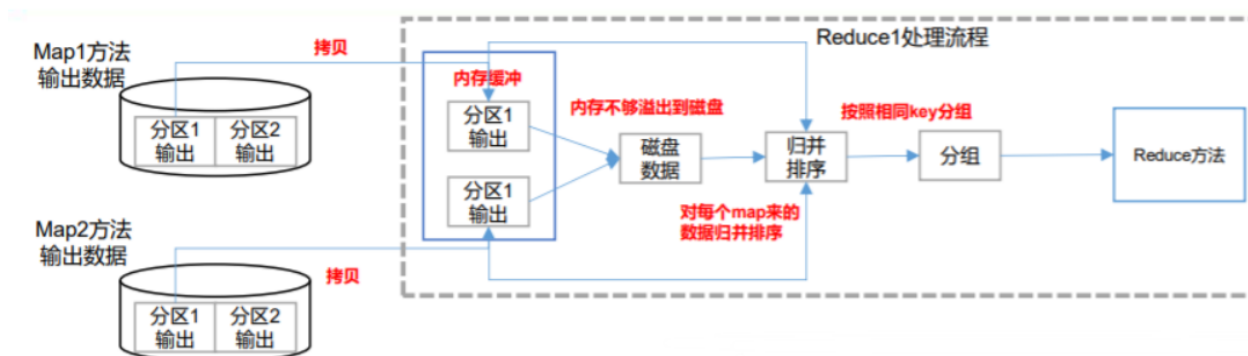 Map1方法
输出数据
拷贝
分区1
输出
分区2
输出
Map2方法
输出数据
拷贝
分区1
输出
分区2
输出
Reduce1处理流程
内存缓冲
分区1
输出
分区1
输出
内存不够溢出到磁盘
磁盘
数据
归并
排序
对每个map来的
数据归并排序
按照相同key分组
分组
Reduce方法